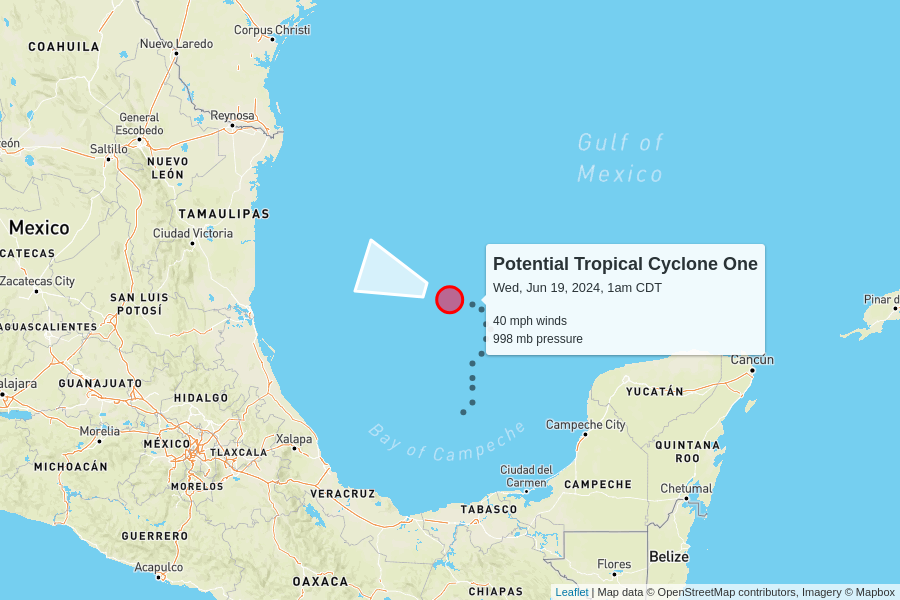 Corpus Christi
COAHUILA
Nuevo Laredo
General
Escobedo
Reynosa
Gulf of
Mexico
Saltillo
NUEVO
LEÓN
TAMAULIPAS
Mexico
Ciudad Victoria
Potential Tropical Cyclone One
Wed, Jun 19, 2024, 1am CDT
40 mph winds
998 mb pressure
CATECAS
Zacatecas City
SAN LUIS
POTOSÍ
AGUASCALIENTES
Pinar d
Cancún
alajara
GUANAJUATO
HIDALGO
YUCATÁN
Morelia
MÉXICO
Xalapa
TLAXCALA
Bay of Campeche
Campeche City
QUINTANA
ROO
MICHOACÁN
MORELOS
VERACRUZ
Ciudad del
Carmen
CAMPECHE
Chetumal
TABASCO
GUERRERO
Belize
Acapulco
Flores
OAXACA
CHIAPAS
Leaflet | Map data © OpenStreetMap contributors, Imagery © Mapbox